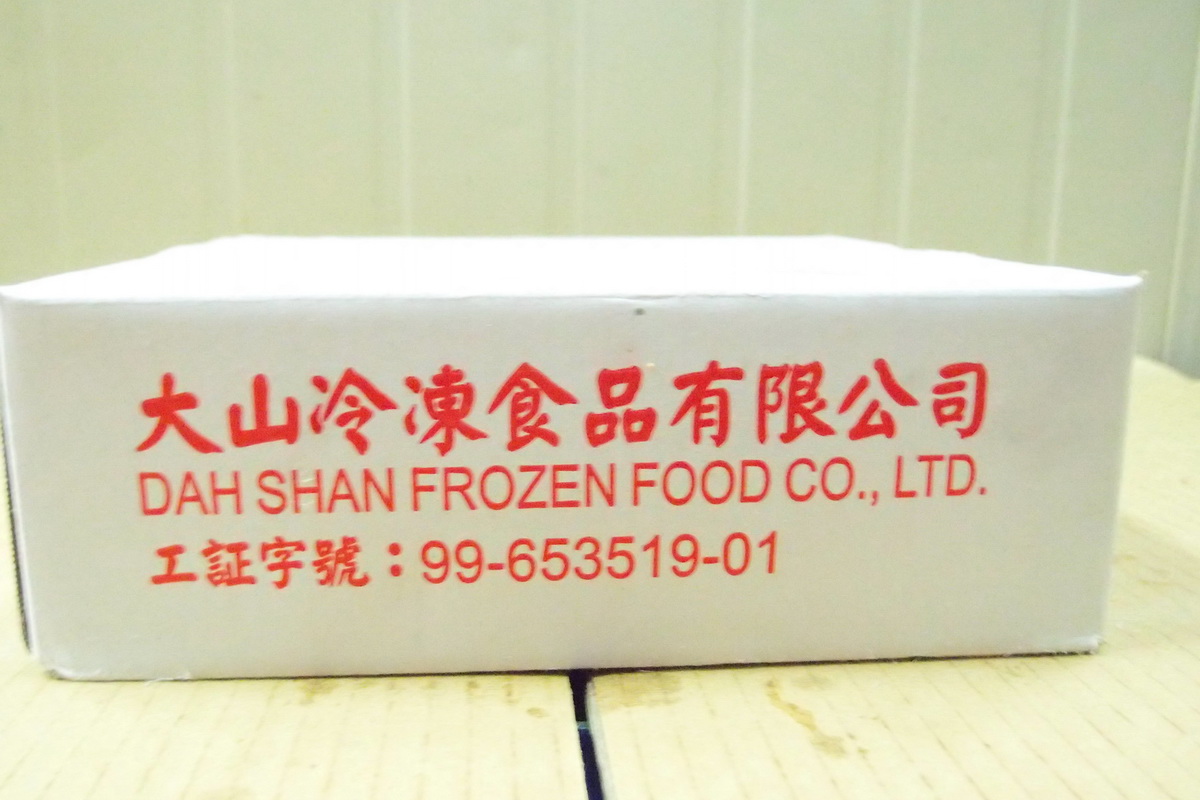 大山冷凍食品有限公司
DAH SHAN FROZEN FOOD CO., LTD.
工証字號：99-653519-01